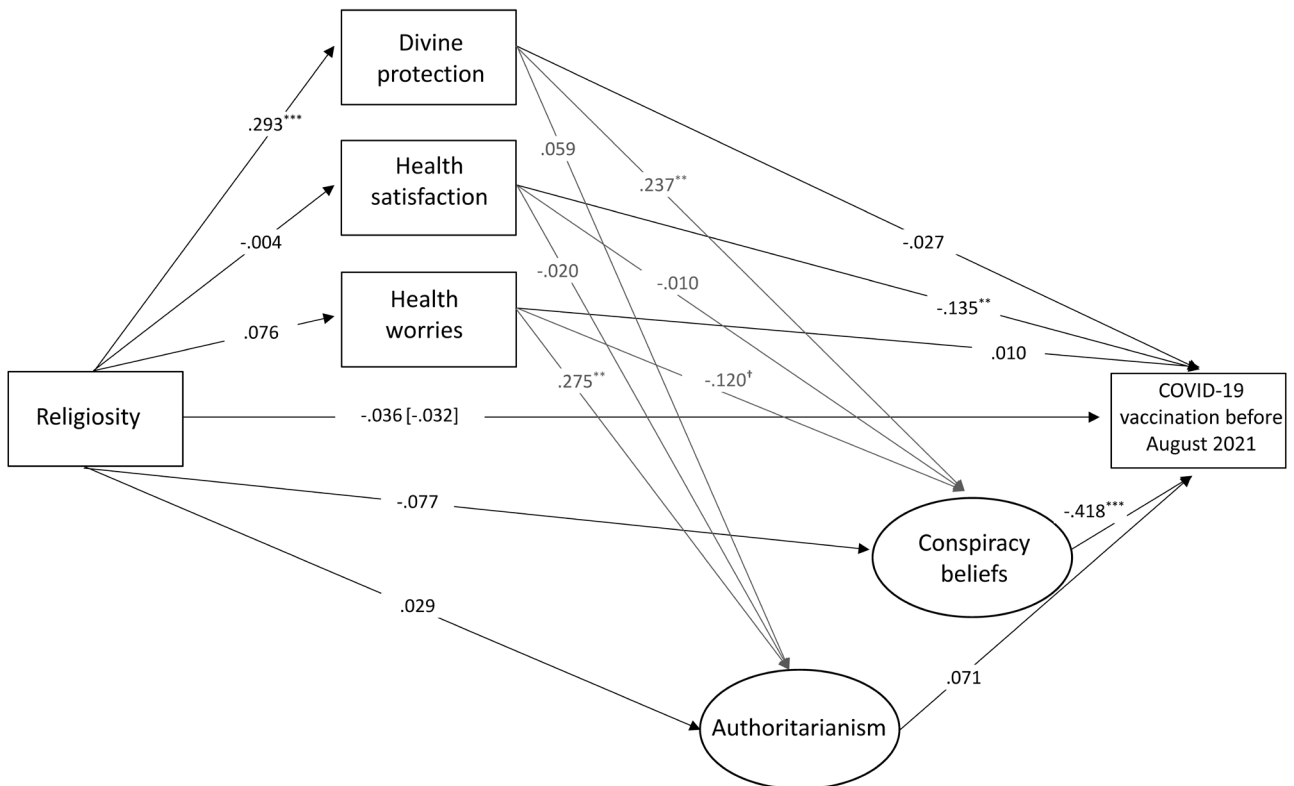 Divine
protection
.293***
.059
Health
satisfaction
.237**
-.004
-.027
-.020
-.010
Health
worries
-.135**
.076
.010
.275**
-.120†
Religiosity
-.036 [-.032]
COVID-19
vaccination before
August 2021
-.077
-.418***
Conspiracy
beliefs
.029
.071
Authoritarianism